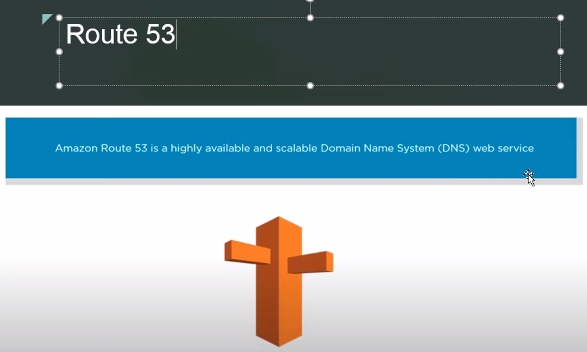 Route 53
Amazon Route 53 is a highly available and scalable Domain Name System (DNS) web service